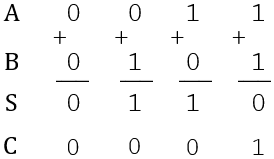 A 0 0 1 1
+ + + +
B 0 1 0 1
S 0 1 1 0
C 0 0 0 1